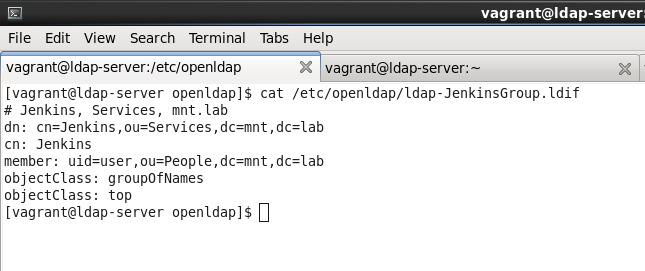 vagrant@ldap-server
File Edit View Search Terminal Tabs Help
vagrant@ldap-server:/etc/openldap
vagrant@ldap-server:~
[vagrant@ldap-server openldap]$ cat /etc/openldap/ldap-JenkinsGroup.ldif
# Jenkins, Services, mnt.lab
dn: cn=Jenkins,ou=Services,dc=mnt,dc=lab
cn: Jenkins
member: uid=user,ou=People,dc=mnt,dc=lab
objectClass: groupOfNames
objectClass: top
[vagrant@ldap-server openldap]$